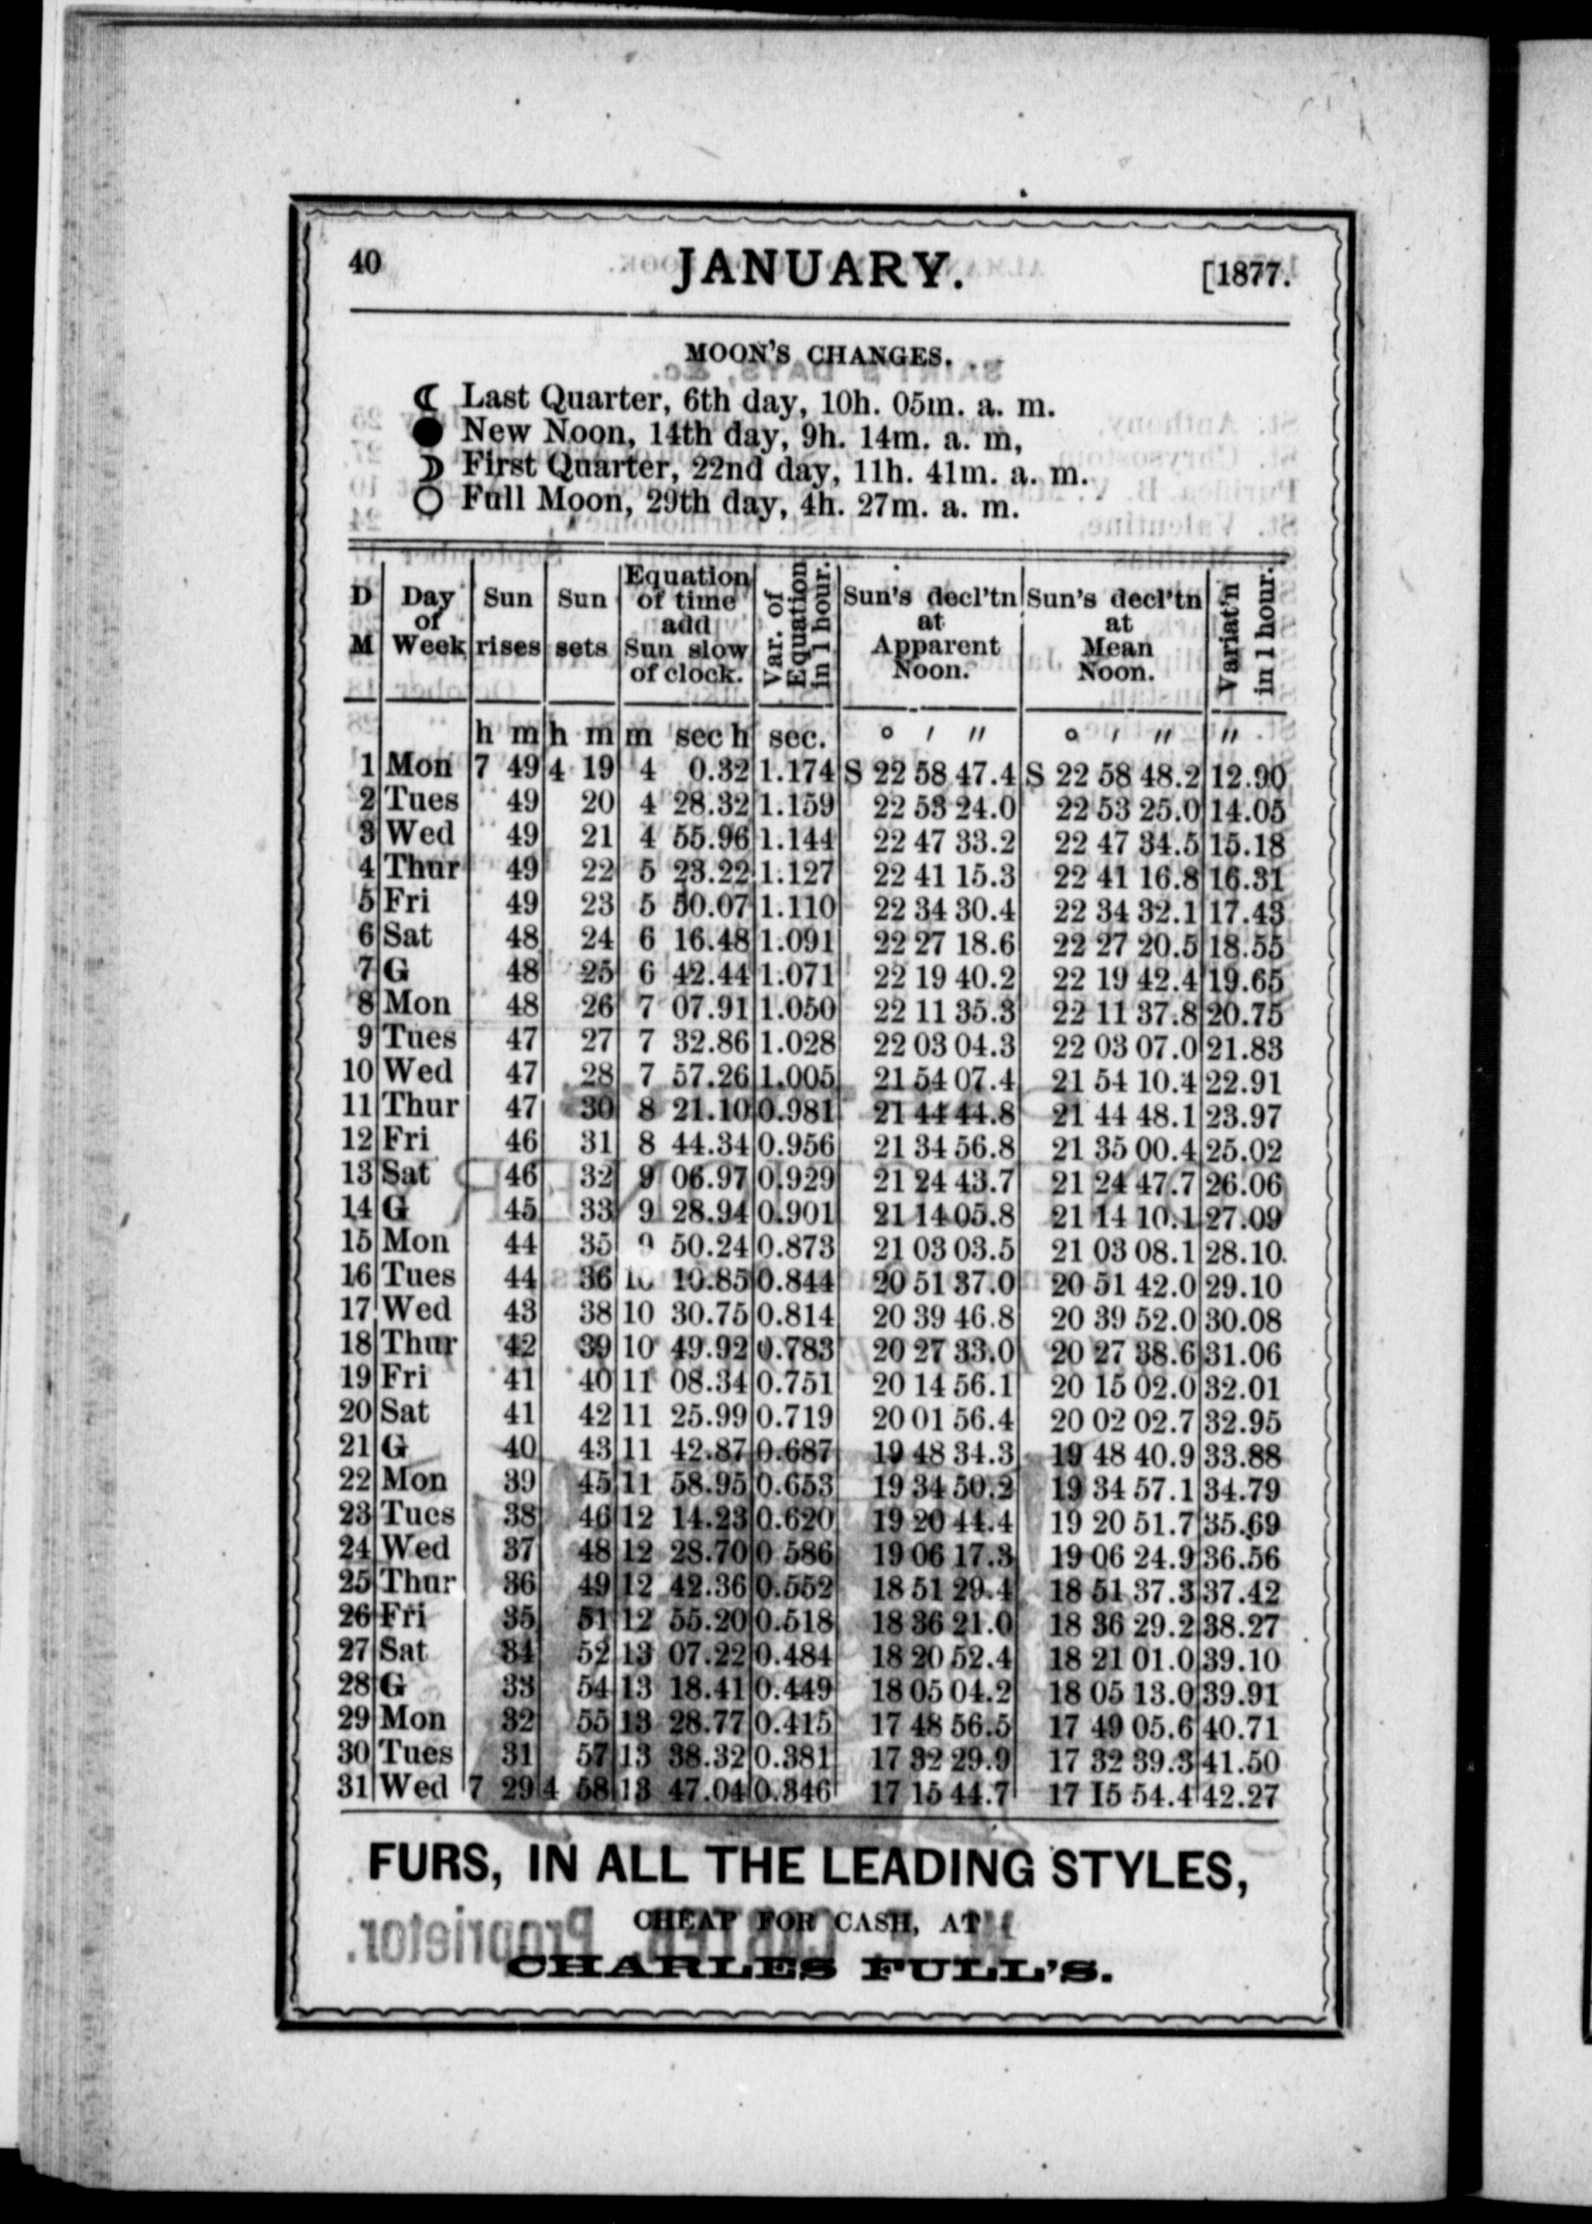 40 JANUARY. [1877.
MOON'S CHANGES.
☾ Last Quarter, 6th day, 10h. 05m. a. m.
● New Noon, 14th day, 9h. 14m. a. m,
☽ First Quarter, 22nd day, 11h. 41m. a. m.
○ Full Moon, 29th day, 4h. 27m. a. m.
D M | Day of Week | Sun rises | Sun sets | Equation of time add Sun slow of clock. | Var. of Equation in 1 hour. | Sun's decl'tn at Apparent Noon. | Sun's decl'tn at Mean Noon. | Variat'n in 1 hour.
h m h m m sec h sec. ° ′ ″ ° ′ ″ ″
1 Mon 7 49 4 19 4 0.32 1.174 S 22 58 47.4 S 22 58 48.2 12.90
2 Tues 49 20 4 28.32 1.159 22 53 24.0 22 53 25.0 14.05
3 Wed 49 21 4 55.96 1.144 22 47 33.2 22 47 34.5 15.18
4 Thur 49 22 5 23.22 1.127 22 41 15.3 22 41 16.8 16.31
5 Fri 49 23 5 50.07 1.110 22 34 30.4 22 34 32.1 17.43
6 Sat 48 24 6 16.48 1.091 22 27 18.6 22 27 20.5 18.55
7 G 48 25 6 42.44 1.071 22 19 40.2 22 19 42.4 19.65
8 Mon 48 26 7 07.91 1.050 22 11 35.3 22 11 37.8 20.75
9 Tues 47 27 7 32.86 1.028 22 03 04.3 22 03 07.0 21.83
10 Wed 47 28 7 57.26 1.005 21 54 07.4 21 54 10.4 22.91
11 Thur 47 30 8 21.10 0.981 21 44 44.8 21 44 48.1 23.97
12 Fri 46 31 8 44.34 0.956 21 34 56.8 21 35 00.4 25.02
13 Sat 46 32 9 06.97 0.929 21 24 43.7 21 24 47.7 26.06
14 G 45 33 9 28.94 0.901 21 14 05.8 21 14 10.1 27.09
15 Mon 44 35 9 50.24 0.873 21 03 03.5 21 03 08.1 28.10
16 Tues 44 36 10 10.85 0.844 20 51 37.0 20 51 42.0 29.10
17 Wed 43 38 10 30.75 0.814 20 39 46.8 20 39 52.0 30.08
18 Thur 42 39 10 49.92 0.783 20 27 33.0 20 27 38.6 31.06
19 Fri 41 40 11 08.34 0.751 20 14 56.1 20 15 02.0 32.01
20 Sat 41 42 11 25.99 0.719 20 01 56.4 20 02 02.7 32.95
21 G 40 43 11 42.87 0.687 19 48 34.3 19 48 40.9 33.88
22 Mon 39 45 11 58.95 0.653 19 34 50.2 19 34 57.1 34.79
23 Tues 38 46 12 14.23 0.620 19 20 44.4 19 20 51.7 35.69
24 Wed 37 48 12 28.70 0 586 19 06 17.3 19 06 24.9 36.56
25 Thur 36 49 12 42.36 0.552 18 51 29.4 18 51 37.3 37.42
26 Fri 35 51 12 55.20 0.518 18 36 21.0 18 36 29.2 38.27
27 Sat 34 52 13 07.22 0.484 18 20 52.4 18 21 01.0 39.10
28 G 33 54 13 18.41 0.449 18 05 04.2 18 05 13.0 39.91
29 Mon 32 55 13 28.77 0.415 17 48 56.5 17 49 05.6 40.71
30 Tues 31 57 13 38.32 0.381 17 32 29.9 17 32 39.3 41.50
31 Wed 7 29 4 58 13 47.04 0.346 17 15 44.7 17 15 54.4 42.27
FURS, IN ALL THE LEADING STYLES,
CHEAP FOR CASH, AT
CHARLES FULL'S.